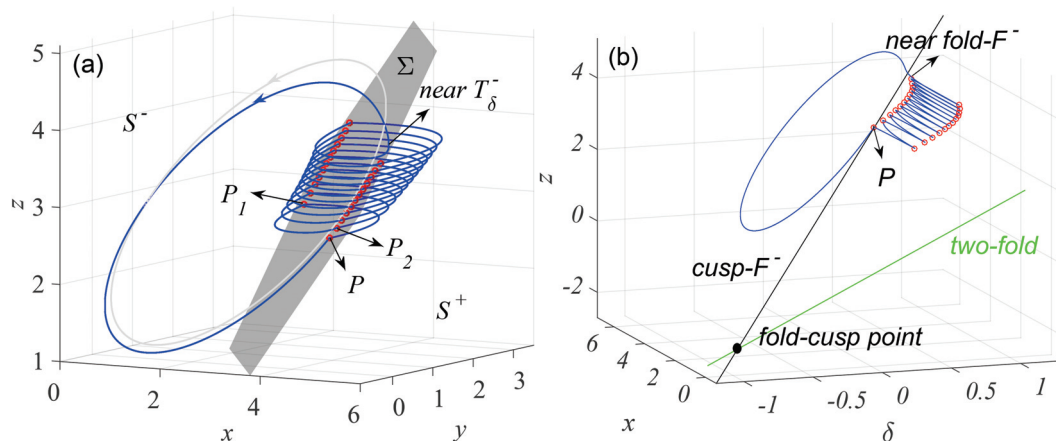 (a)
5
4
3
2
1
z
S⁻
Σ
near T_δ⁻
P₁
P₂
P
S⁺
0
2
4
6
x
0
1
2
3
y
(b)
near fold-F⁻
4
2
0
-2
z
P
two-fold
cusp-F⁻
fold-cusp point
6
4
2
0
x
-1
-0.5
0
0.5
1
δ